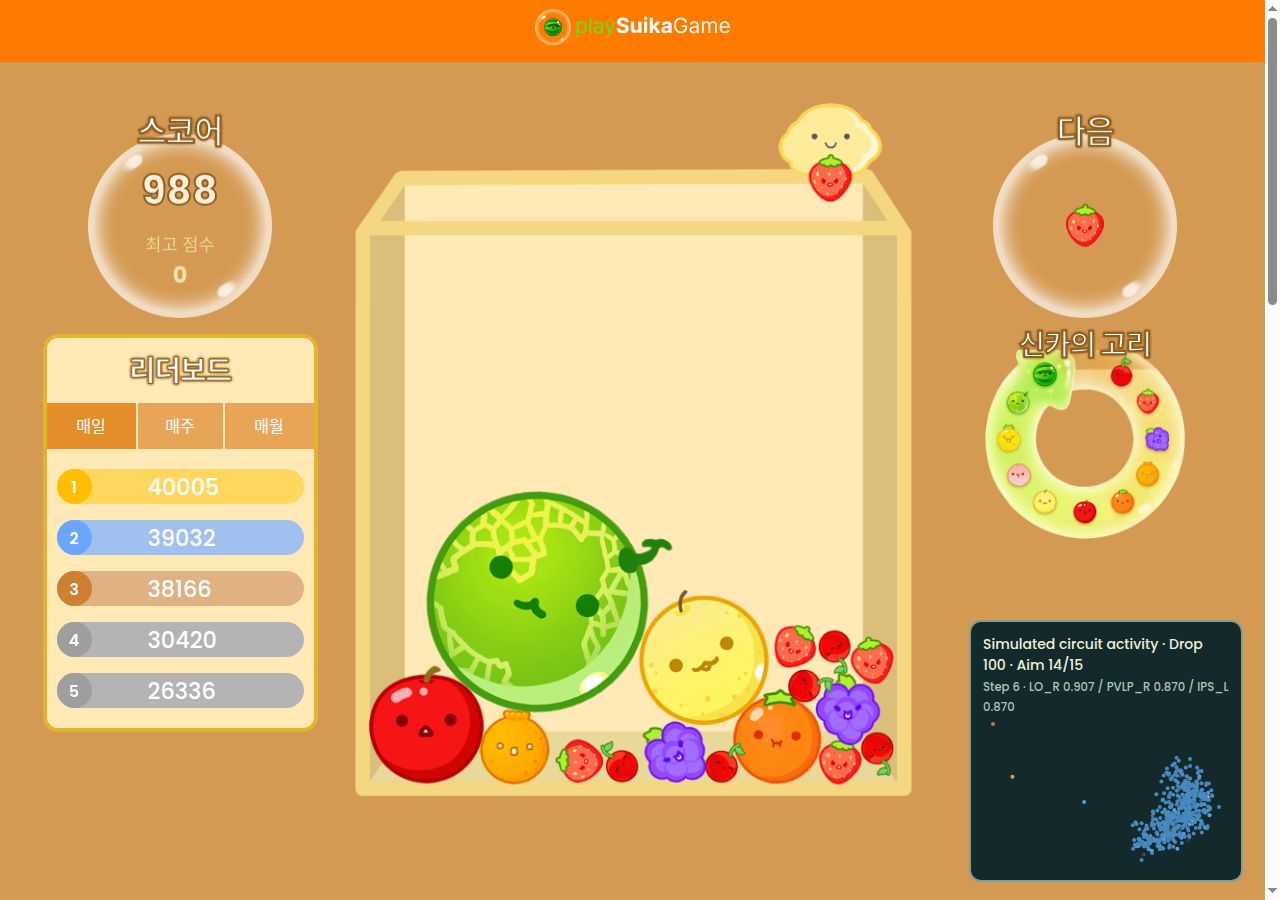 playSuikaGame
스코어
988
최고 점수
0
다음
신카의 고리
리더보드
매일 매주 매월
1 40005
2 39032
3 38166
4 30420
5 26336
Simulated circuit activity · Drop
100 · Aim 14/15
Step 6 · LO_R 0.907 / PVLP_R 0.870 / IPS_L
0.870